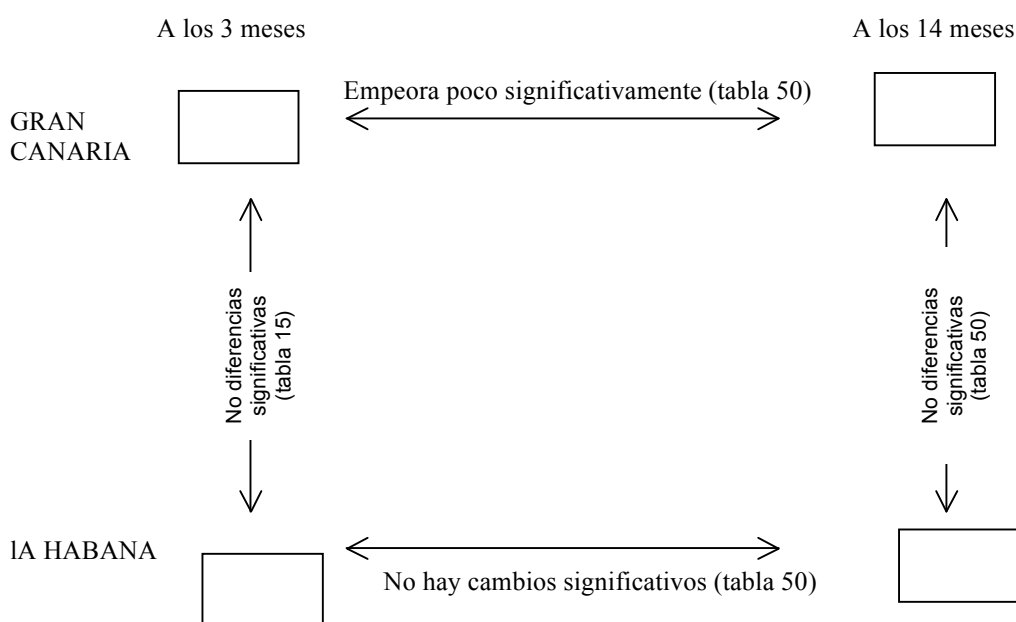 A los 3 meses
A los 14 meses
Empeora poco significativamente (tabla 50)
GRAN
CANARIA
No diferencias
significativas
(tabla 15)
No diferencias
significativas
(tabla 50)
lA HABANA
No hay cambios significativos (tabla 50)